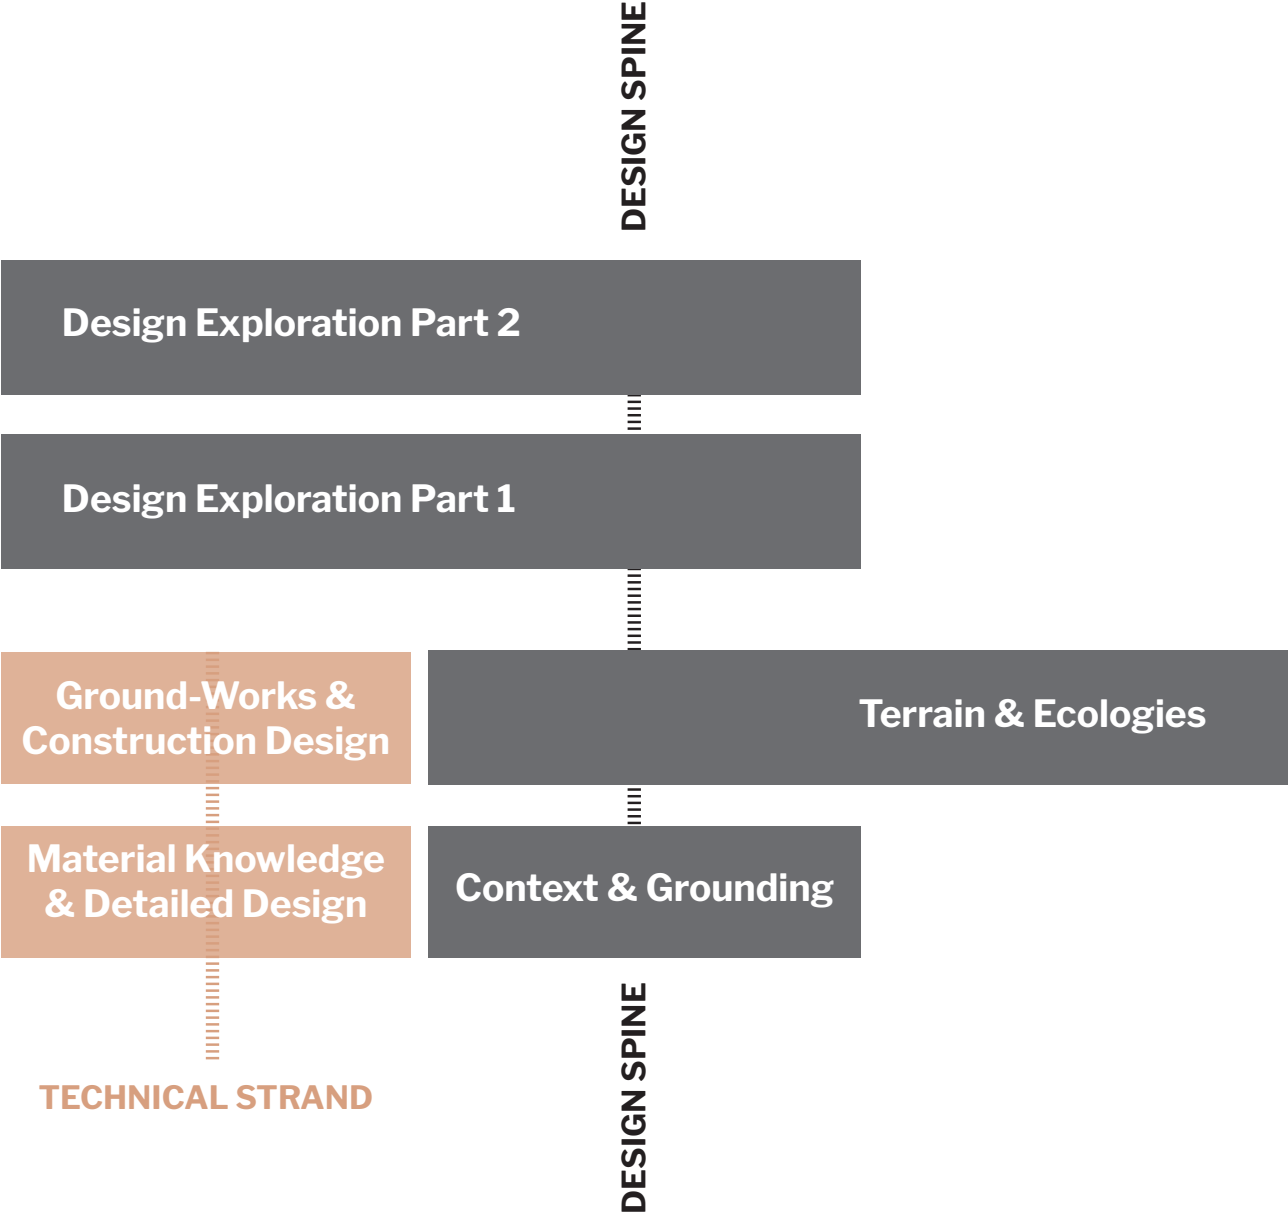 DESIGN SPINE
Design Exploration Part 2
Design Exploration Part 1
Ground-Works &
Construction Design
Terrain & Ecologies
Material Knowledge
& Detailed Design
Context & Grounding
DESIGN SPINE
TECHNICAL STRAND